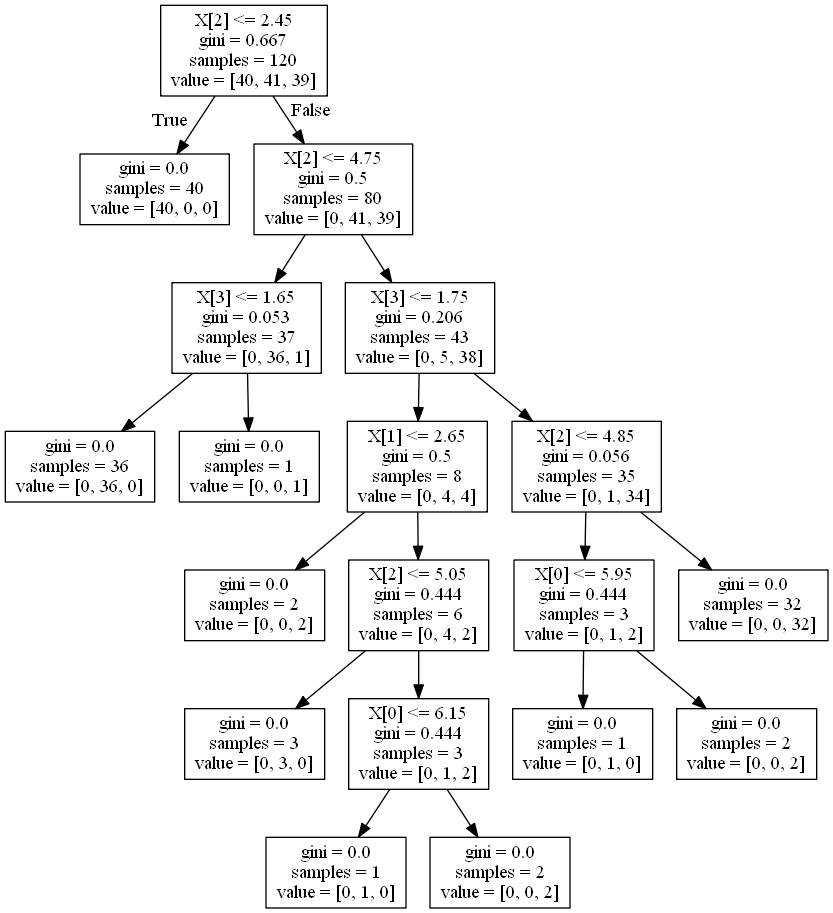 X[2] <= 2.45
gini = 0.667
samples = 120
value = [40, 41, 39]
True
False
gini = 0.0
samples = 40
value = [40, 0, 0]
X[2] <= 4.75
gini = 0.5
samples = 80
value = [0, 41, 39]
X[3] <= 1.65
gini = 0.053
samples = 37
value = [0, 36, 1]
X[3] <= 1.75
gini = 0.206
samples = 43
value = [0, 5, 38]
gini = 0.0
samples = 36
value = [0, 36, 0]
gini = 0.0
samples = 1
value = [0, 0, 1]
X[1] <= 2.65
gini = 0.5
samples = 8
value = [0, 4, 4]
X[2] <= 4.85
gini = 0.056
samples = 35
value = [0, 1, 34]
gini = 0.0
samples = 2
value = [0, 0, 2]
X[2] <= 5.05
gini = 0.444
samples = 6
value = [0, 4, 2]
X[0] <= 5.95
gini = 0.444
samples = 3
value = [0, 1, 2]
gini = 0.0
samples = 32
value = [0, 0, 32]
gini = 0.0
samples = 3
value = [0, 3, 0]
X[0] <= 6.15
gini = 0.444
samples = 3
value = [0, 1, 2]
gini = 0.0
samples = 1
value = [0, 1, 0]
gini = 0.0
samples = 2
value = [0, 0, 2]
gini = 0.0
samples = 1
value = [0, 1, 0]
gini = 0.0
samples = 2
value = [0, 0, 2]